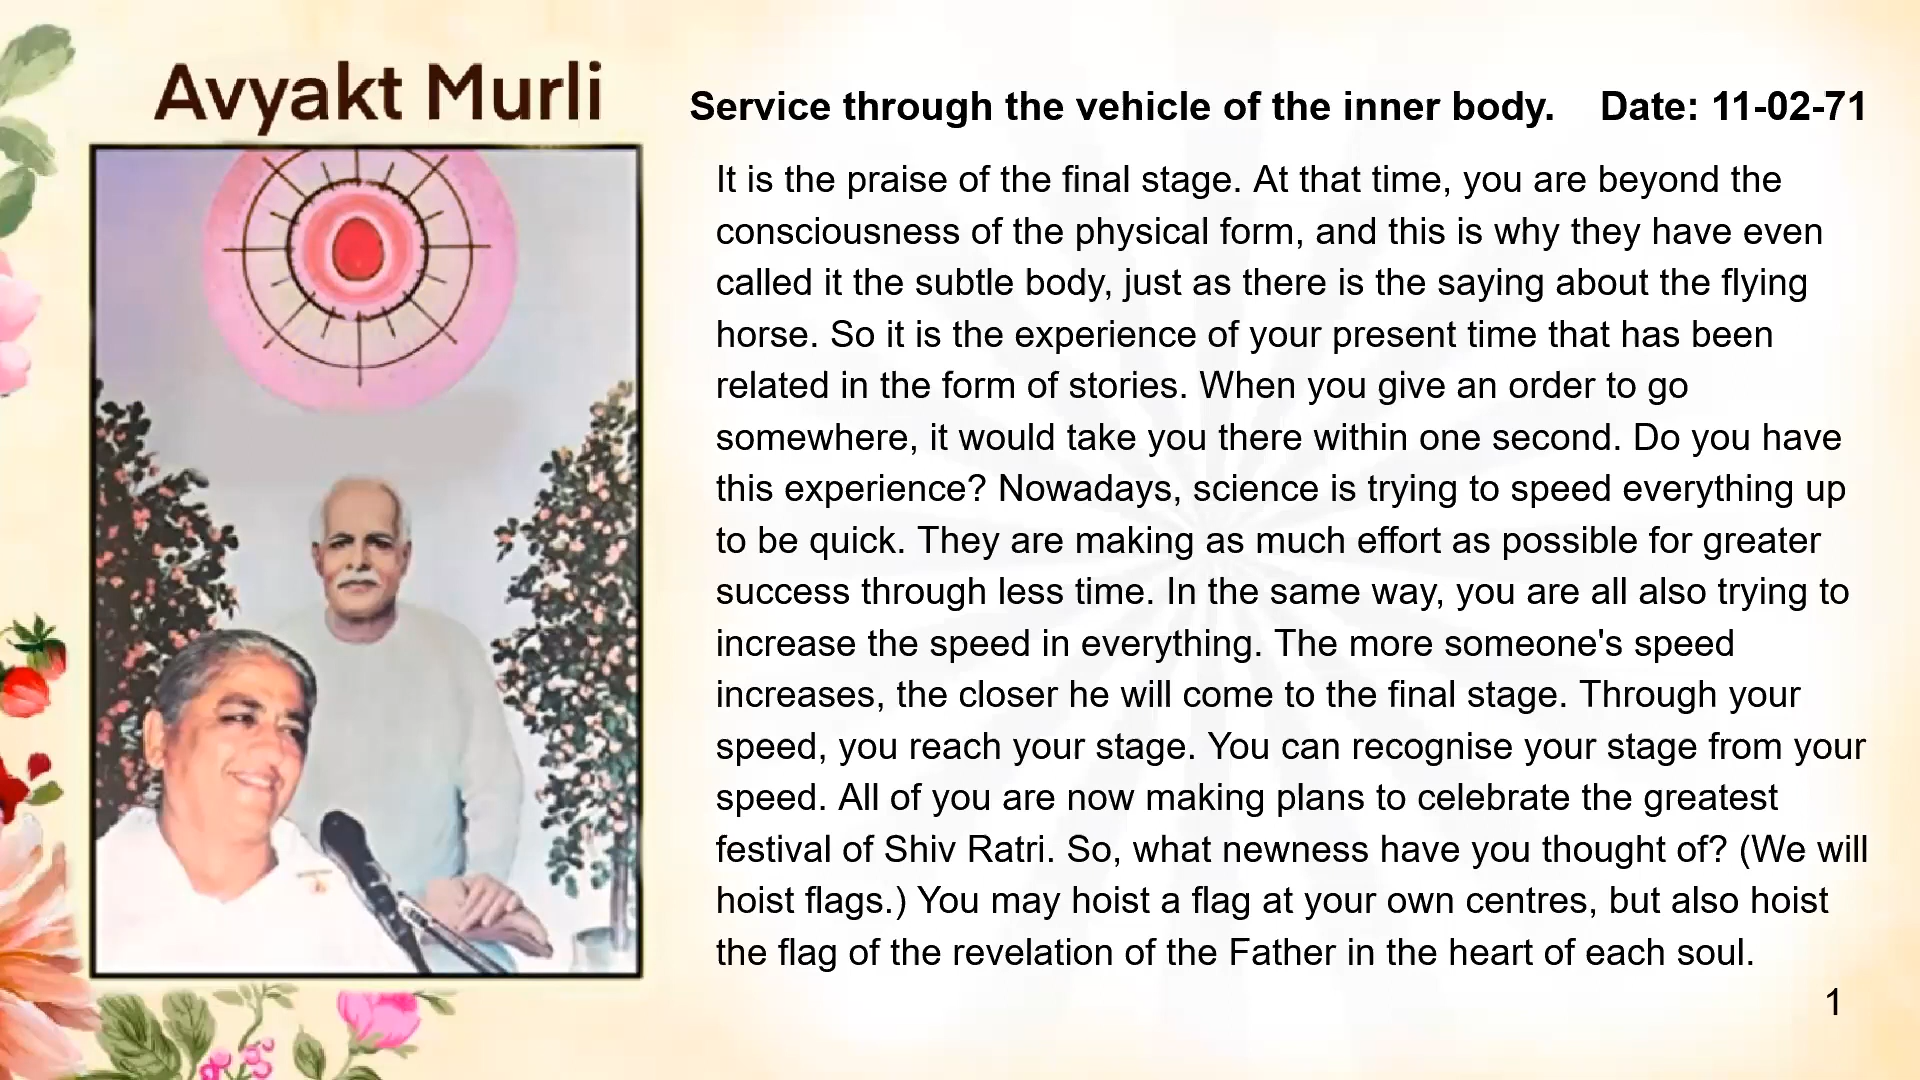 Avyakt Murli
Service through the vehicle of the inner body. Date: 11-02-71
It is the praise of the final stage. At that time, you are beyond the
consciousness of the physical form, and this is why they have even
called it the subtle body, just as there is the saying about the flying
horse. So it is the experience of your present time that has been
related in the form of stories. When you give an order to go
somewhere, it would take you there within one second. Do you have
this experience? Nowadays, science is trying to speed everything up
to be quick. They are making as much effort as possible for greater
success through less time. In the same way, you are all also trying to
increase the speed in everything. The more someone's speed
increases, the closer he will come to the final stage. Through your
speed, you reach your stage. You can recognise your stage from your
speed. All of you are now making plans to celebrate the greatest
festival of Shiv Ratri. So, what newness have you thought of? (We will
hoist flags.) You may hoist a flag at your own centres, but also hoist
the flag of the revelation of the Father in the heart of each soul.
1